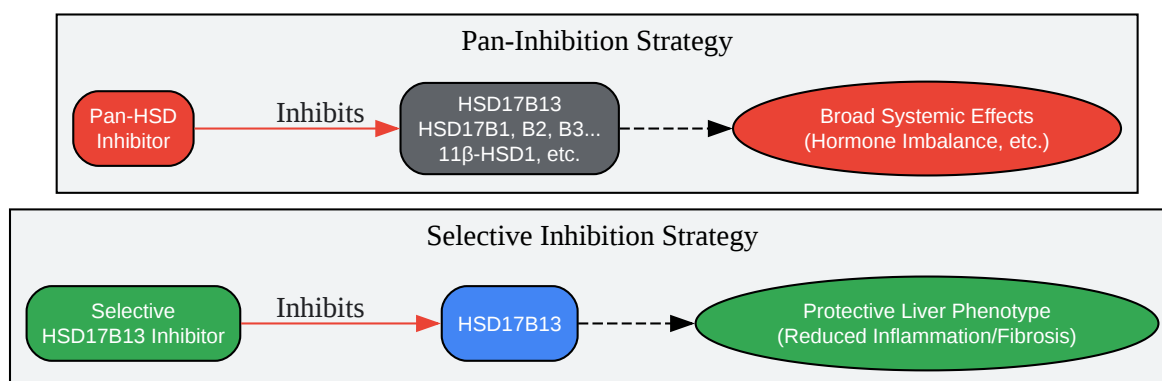 Pan-Inhibition Strategy
Pan-HSD
Inhibitor
Inhibits
HSD17B13
HSD17B1, B2, B3...
11β-HSD1, etc.
Broad Systemic Effects
(Hormone Imbalance, etc.)
Selective Inhibition Strategy
Selective
HSD17B13 Inhibitor
Inhibits
HSD17B13
Protective Liver Phenotype
(Reduced Inflammation/Fibrosis)